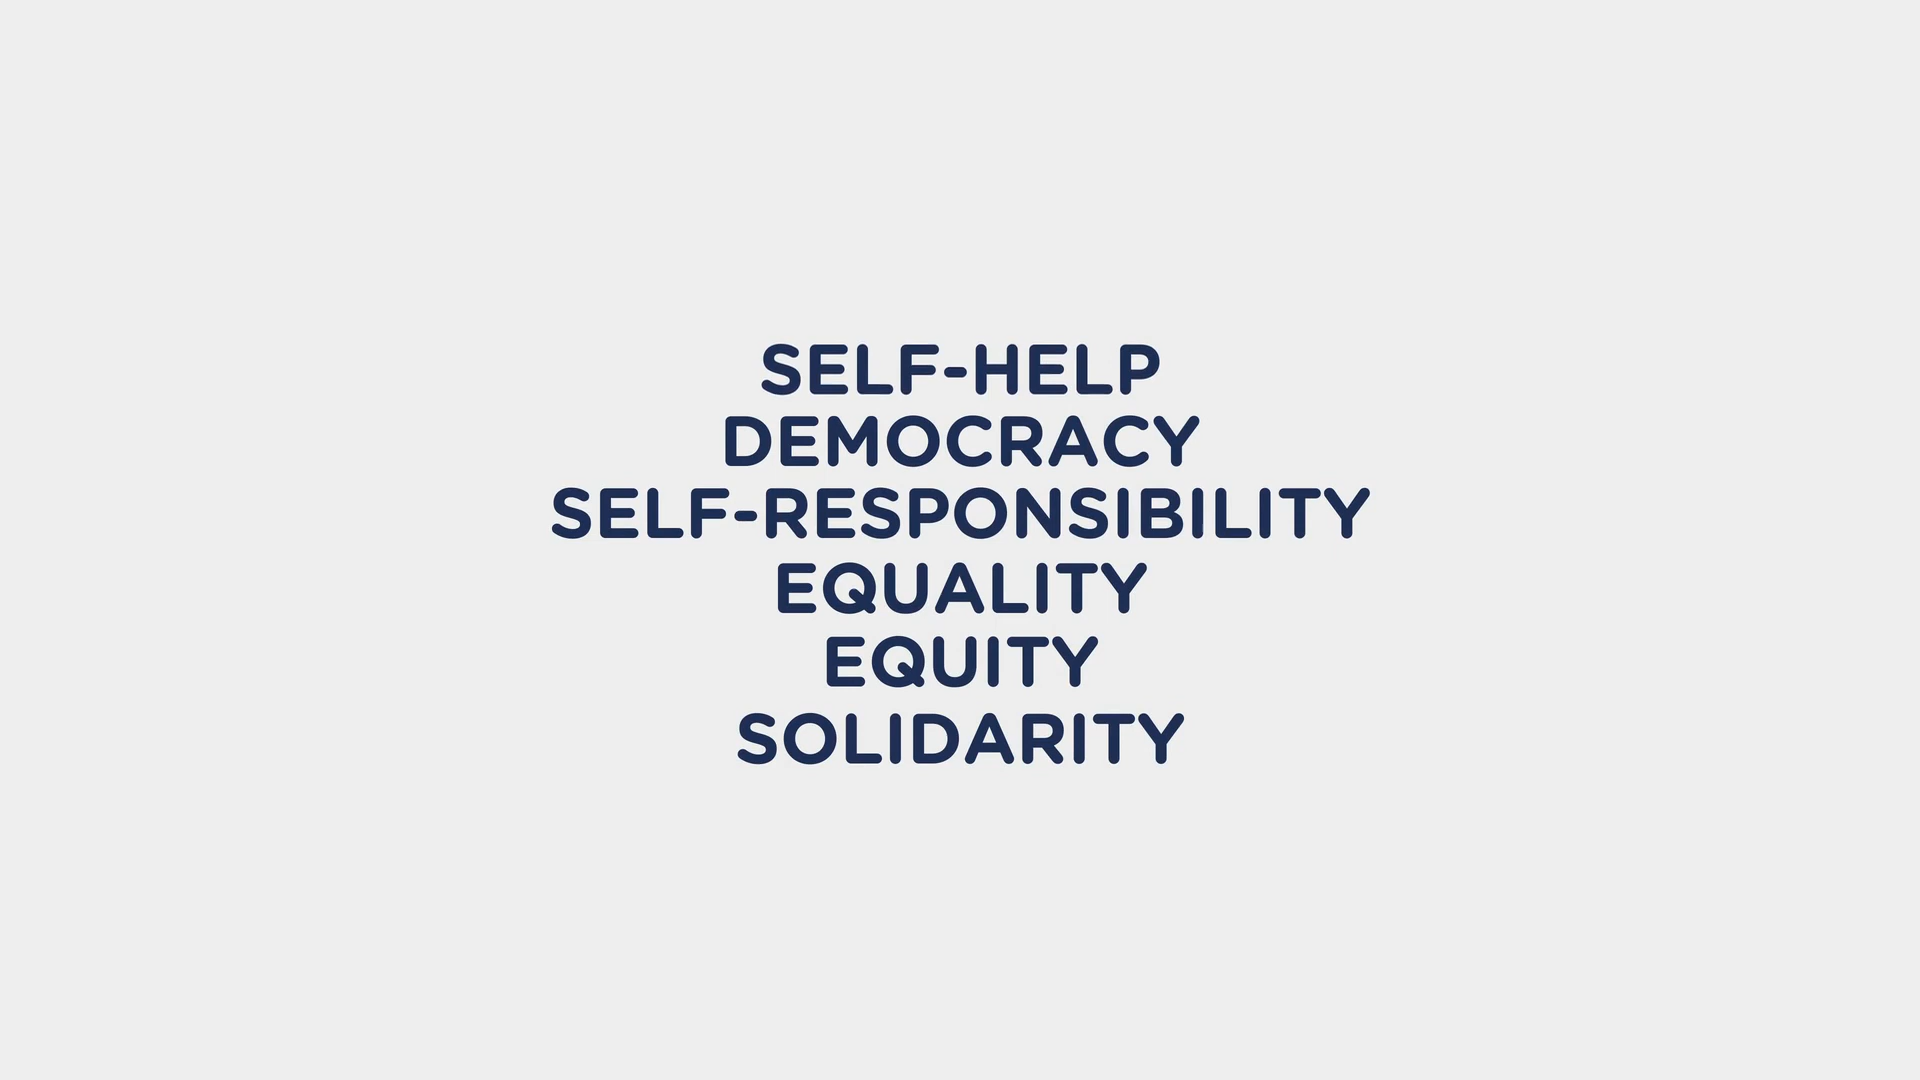 SELF-HELP
DEMOCRACY
SELF-RESPONSIBILITY
EQUALITY
EQUITY
SOLIDARITY